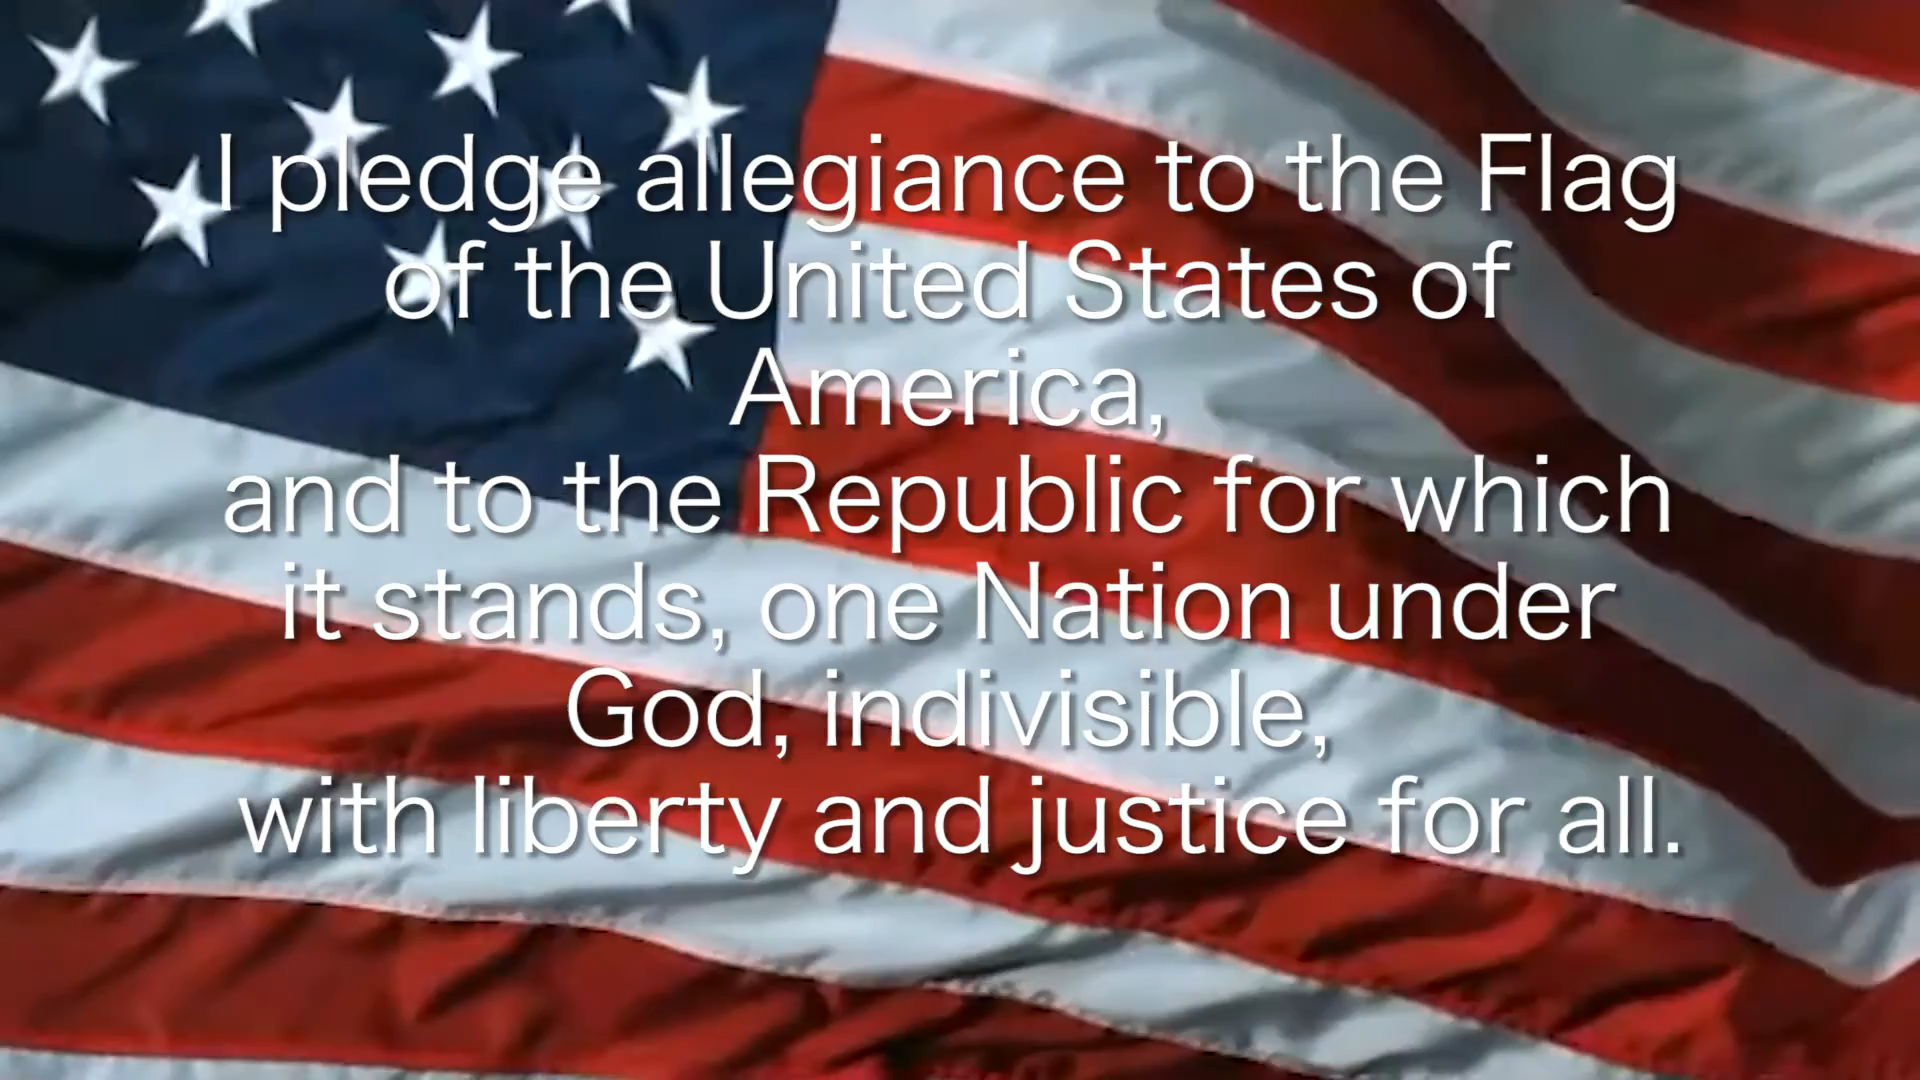 I pledge allegiance to the Flag
of the United States of
America,
and to the Republic for which
it stands, one Nation under
God, indivisible,
with liberty and justice for all.